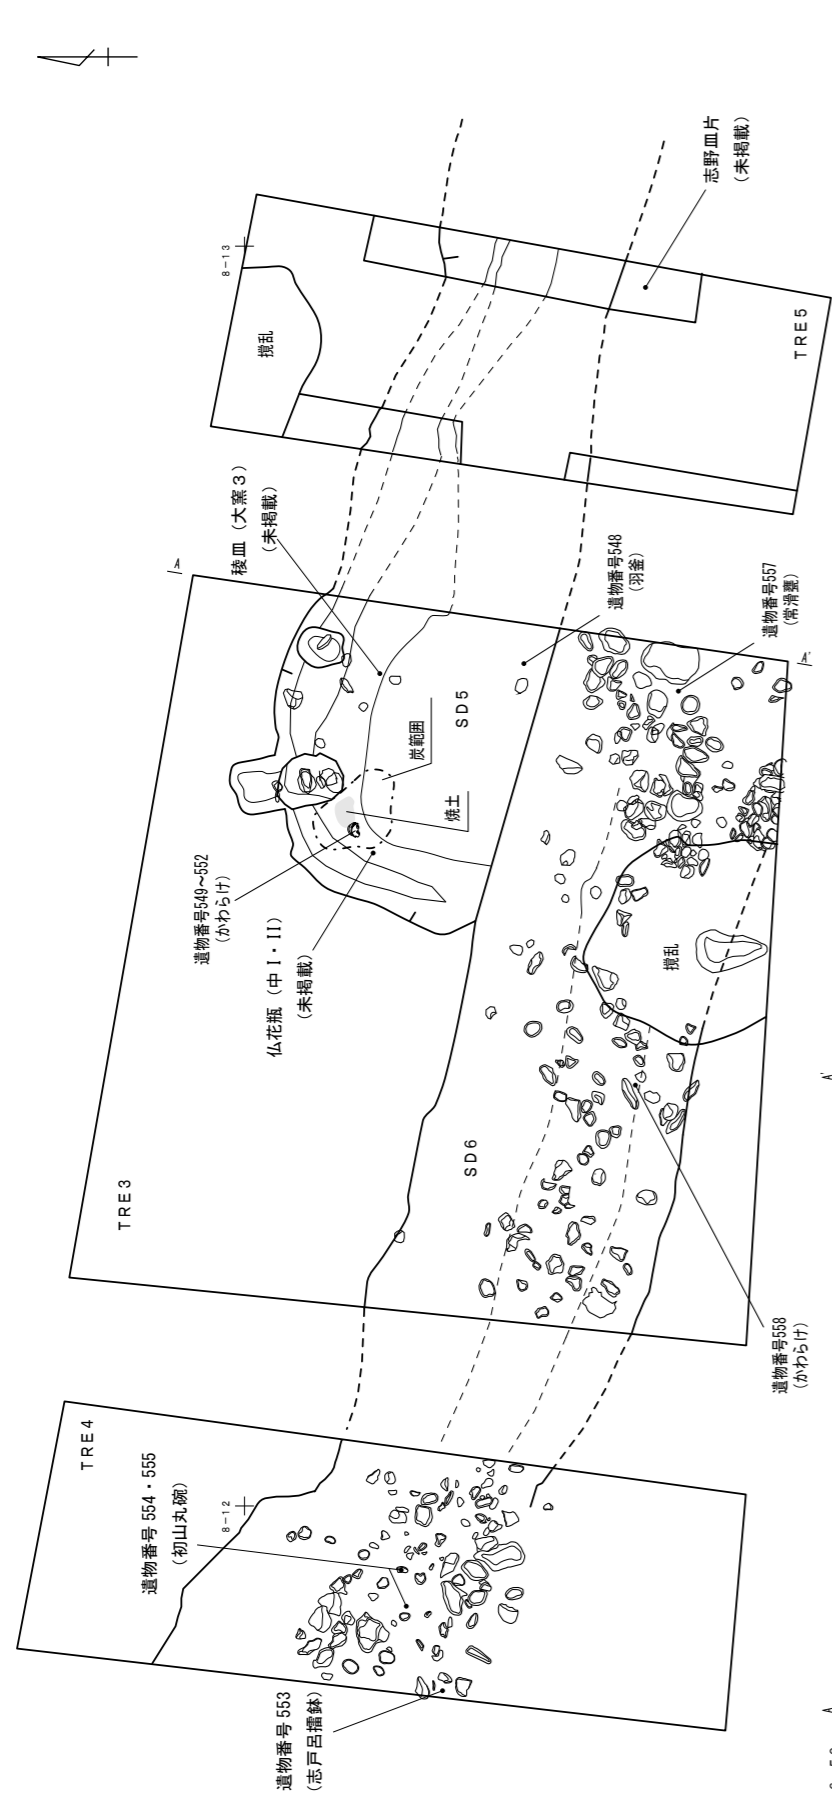 志野皿片
(未掲載)
8-13
撹乱
TRE5
稜皿(大窯3)
(未掲載)
A
遺物番号548
(羽釜)
遺物番号557
(常滑甕)
A'
SD5
炭範囲
焼土
遺物番号549~552
(かわらけ)
仏花瓶(中I・II)
(未掲載)
撹乱
A'
SD6
TRE3
遺物番号558
(かわらけ)
TRE4
8-12
遺物番号554・555
(初山丸碗)
遺物番号553
(志戸呂擂鉢)
A